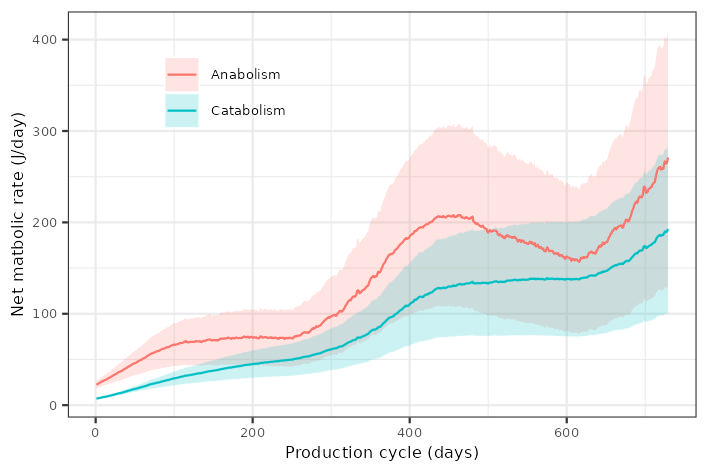 Net matbolic rate (J/day)
400
300
200
100
0
Anabolism
Catabolism
0
200
400
600
Production cycle (days)